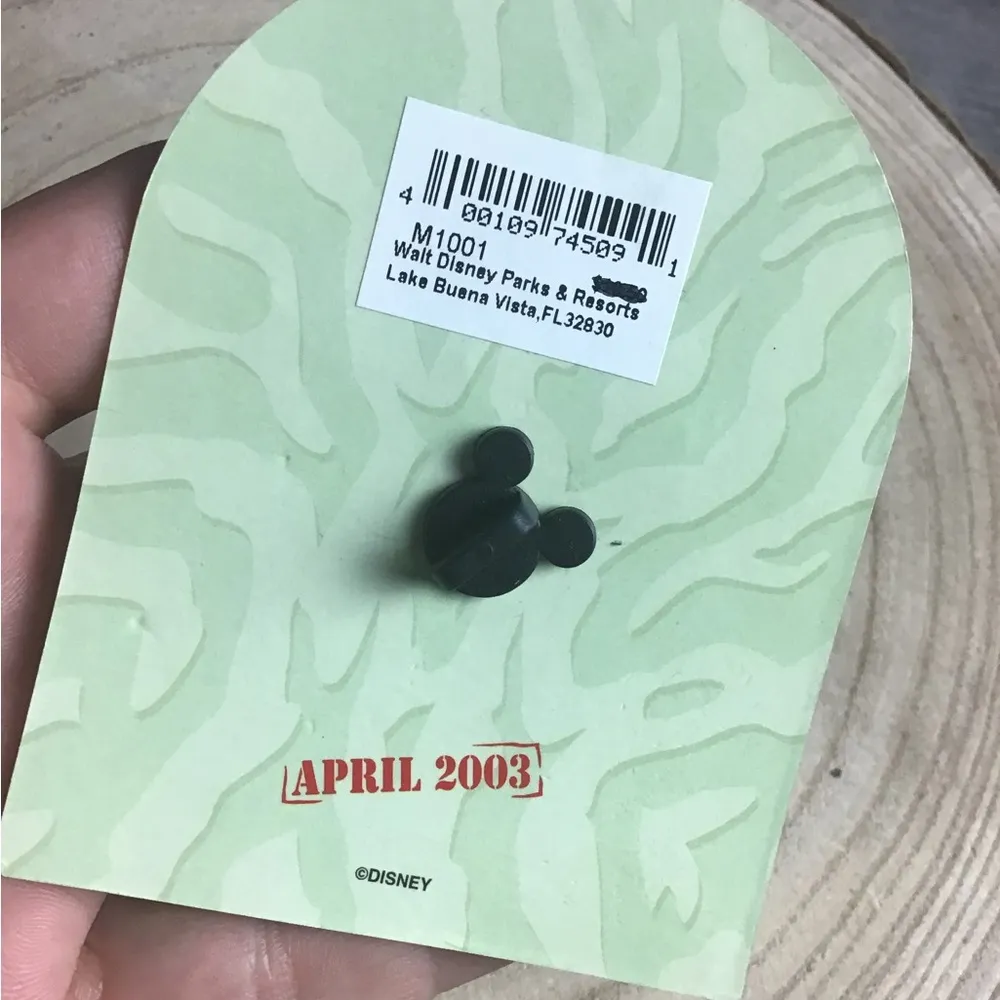 4 00109 74509 1
M1001
Walt Disney Parks & Resorts
Lake Buena Vista,FL32830
APRIL 2003
©DISNEY